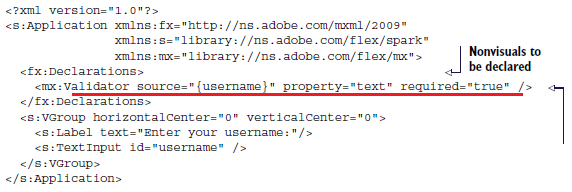 <?xml version="1.0"?>
<s:Application xmlns:fx="http://ns.adobe.com/mxml/2009"
xmlns:s="library://ns.adobe.com/flex/spark"
xmlns:mx="library://ns.adobe.com/flex/mx">
Nonvisuals to
be declared
<fx:Declarations>
<mx:Validator source="{username}" property="text" required="true" />
</fx:Declarations>
<s:VGroup horizontalCenter="0" verticalCenter="0">
<s:Label text="Enter your username:"/>
<s:TextInput id="username" />
</s:VGroup>
</s:Application>